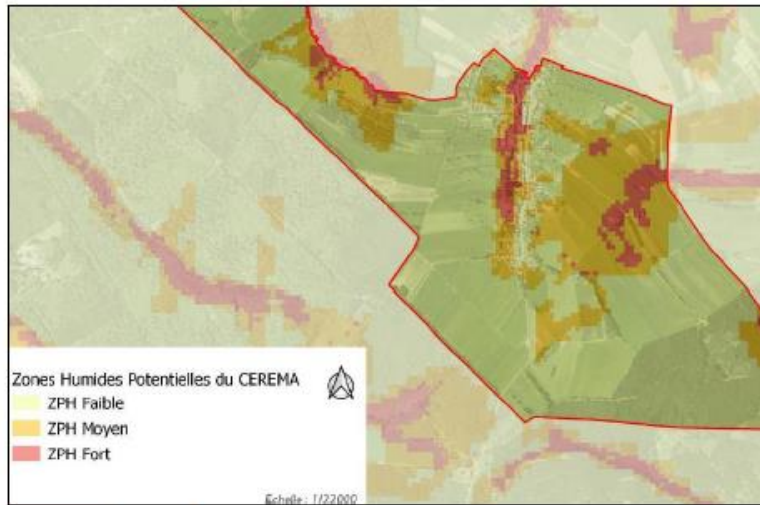 Zones Humides Potentielles du CEREMA
ZPH Faible
ZPH Moyen
ZPH Fort
Echelle : 1/22000